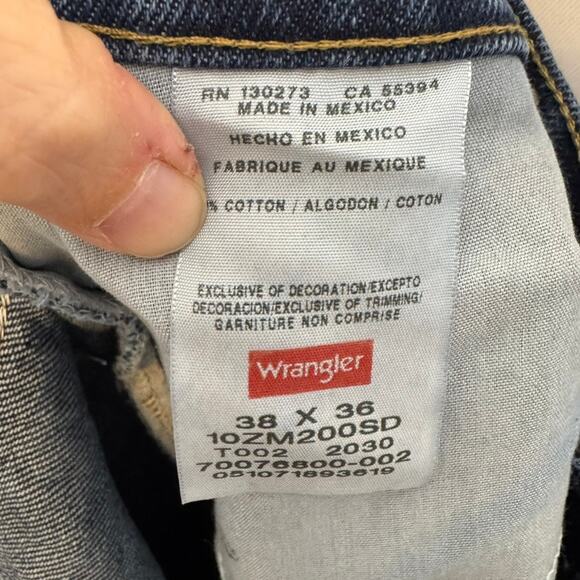 RN 130273 CA 55394
MADE IN MEXICO
HECHO EN MEXICO
FABRIQUE AU MEXIQUE
% COTTON / ALGODON / COTON
EXCLUSIVE OF DECORATION/EXCEPTO
DECORACION/EXCLUSIVE OF TRIMMING/
GARNITURE NON COMPRISE
Wrangler
38 X 36
10ZM200SD
T002 2030
70076800-002
051071893619